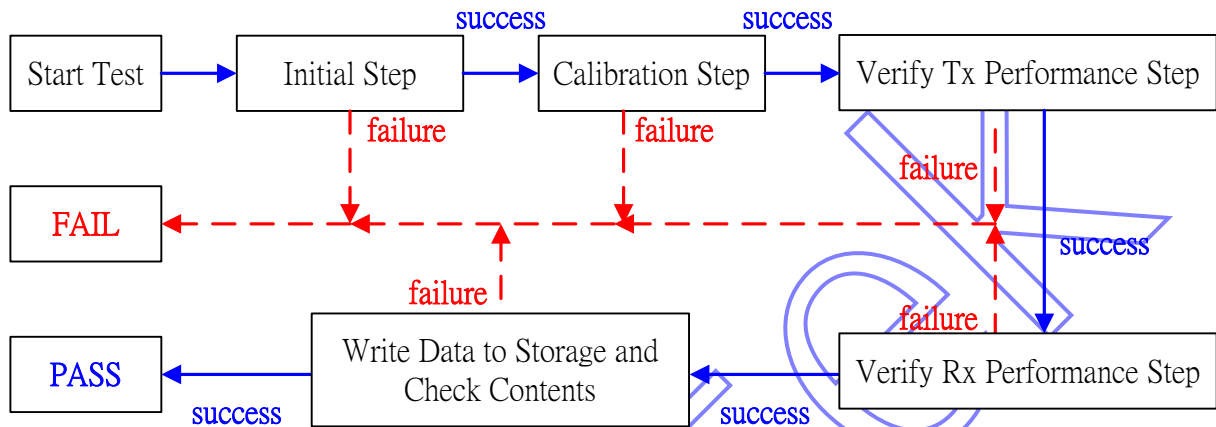 success
success
Start Test
Initial Step
Calibration Step
Verify Tx Performance Step
failure
failure
failure
FAIL
success
failure
failure
PASS
Write Data to Storage and
Check Contents
Verify Rx Performance Step
success
success